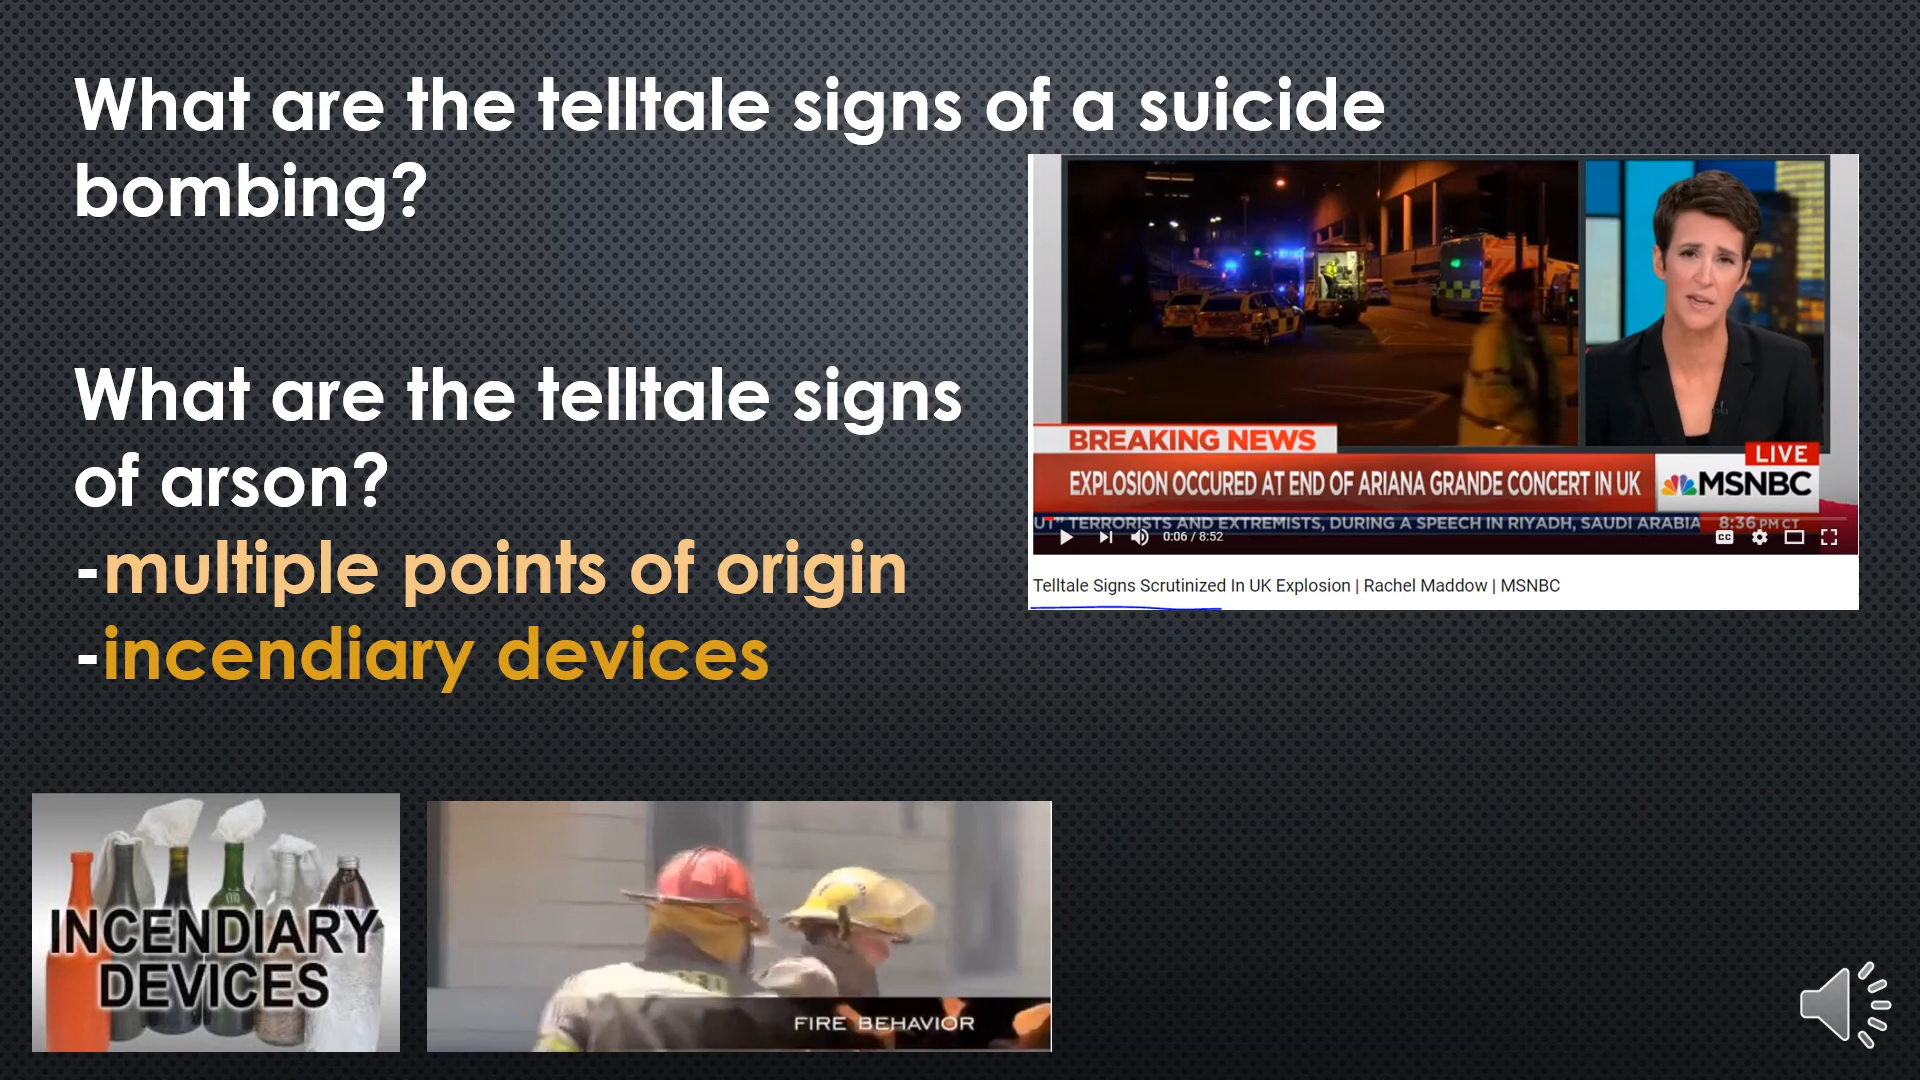 What are the telltale signs of a suicide
bombing?
What are the telltale signs
of arson?
-multiple points of origin
-incendiary devices
BREAKING NEWS
LIVE
EXPLOSION OCCURED AT END OF ARIANA GRANDE CONCERT IN UK
MSNBC
UT" TERRORISTS AND EXTREMISTS, DURING A SPEECH IN RIYADH, SAUDI ARABIA 8:36 PM CT
0:06 / 8:52
CC
Telltale Signs Scrutinized In UK Explosion | Rachel Maddow | MSNBC
INCENDIARY
DEVICES
FIRE BEHAVIOR